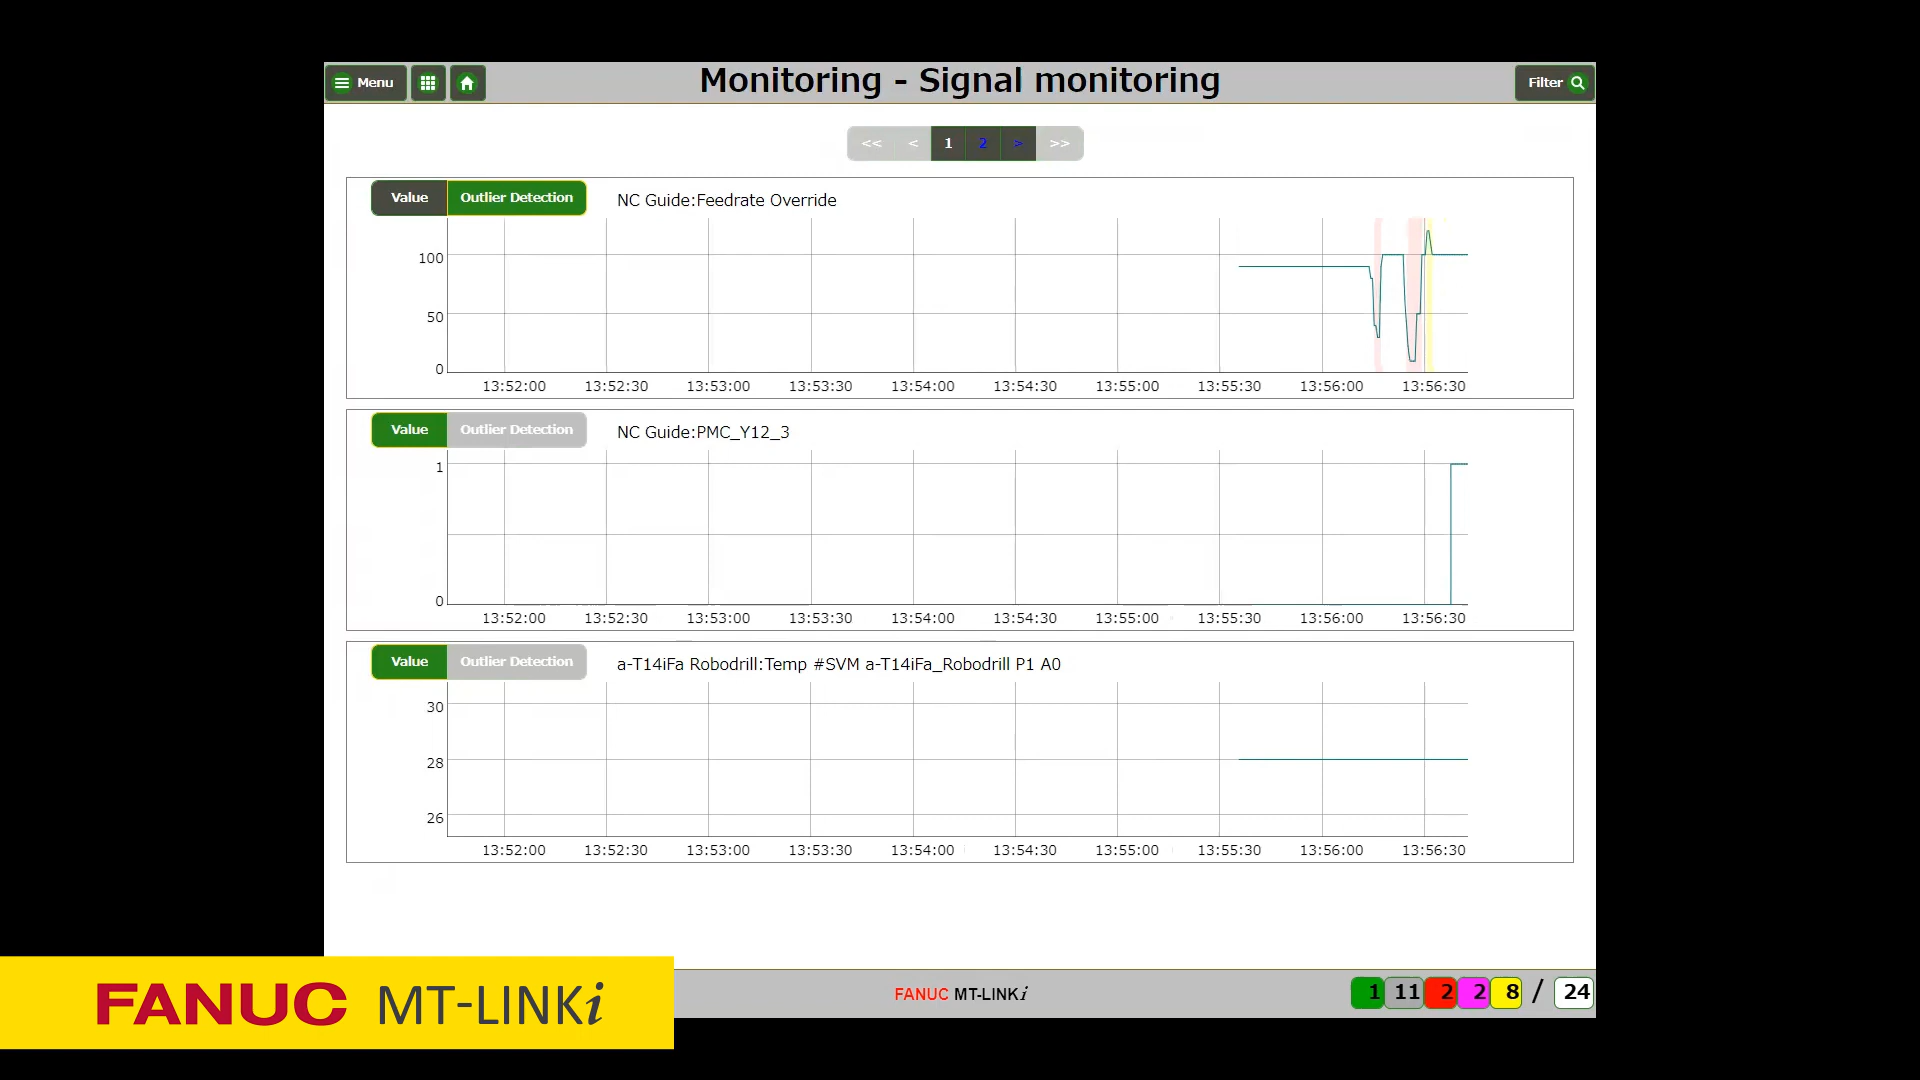 Menu
Monitoring - Signal monitoring
Filter
<< < 1 2 > >>
Value Outlier Detection NC Guide:Feedrate Override
100
50
0
13:52:00 13:52:30 13:53:00 13:53:30 13:54:00 13:54:30 13:55:00 13:55:30 13:56:00 13:56:30
Value Outlier Detection NC Guide:PMC_Y12_3
1
0
13:52:00 13:52:30 13:53:00 13:53:30 13:54:00 13:54:30 13:55:00 13:55:30 13:56:00 13:56:30
Value Outlier Detection a-T14iFa Robodrill:Temp #SVM a-T14iFa_Robodrill P1 A0
30
28
26
13:52:00 13:52:30 13:53:00 13:53:30 13:54:00 13:54:30 13:55:00 13:55:30 13:56:00 13:56:30
FANUC MT-LINKi
FANUC MT-LINKi
1 11 2 2 8 / 24